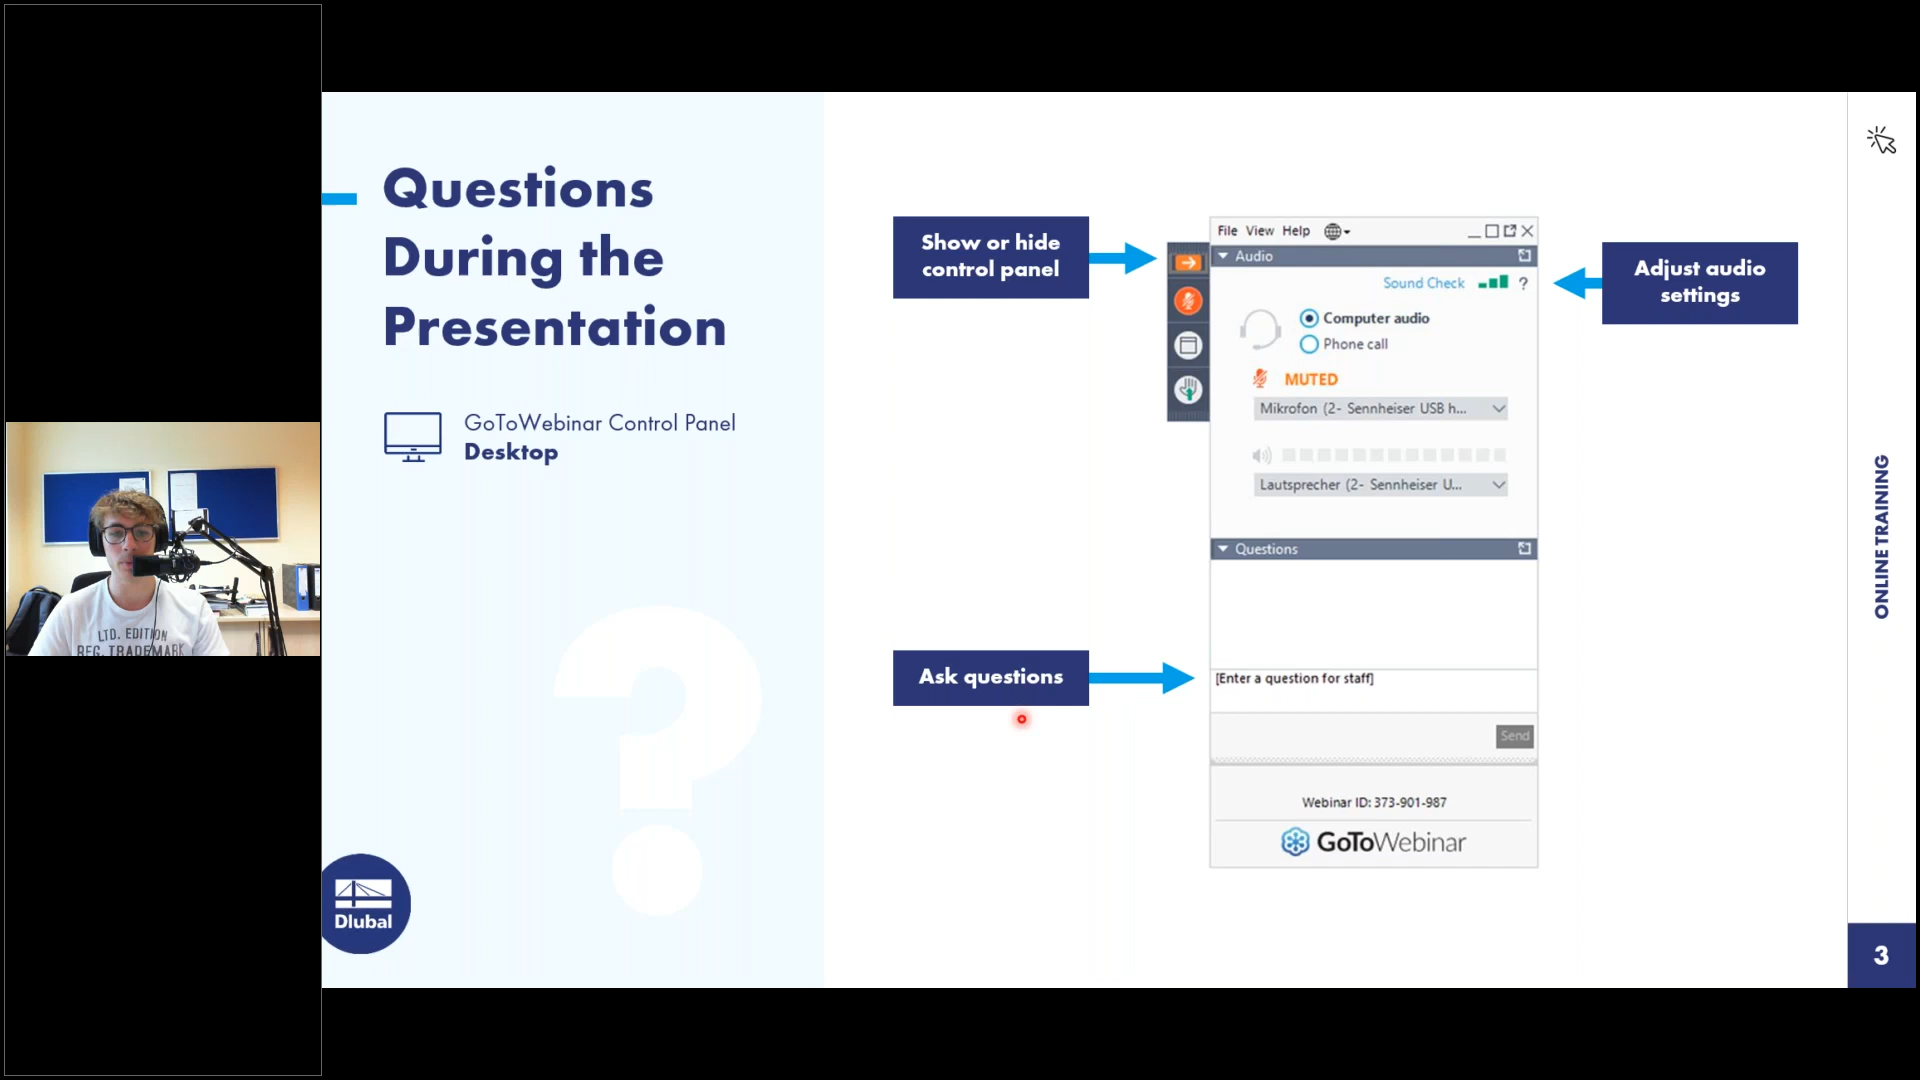 Questions
During the
Presentation
GoToWebinar Control Panel
Desktop
Show or hide
control panel
File View Help
Audio
Sound Check
?
Computer audio
Phone call
MUTED
Mikrofon (2- Sennheiser USB h...
Lautsprecher (2- Sennheiser U...
Adjust audio
settings
Questions
Ask questions
[Enter a question for staff]
Send
Webinar ID: 373-901-987
GoToWebinar
ONLINE TRAINING
3
Dlubal
LTD. EDITION
REG. TRADEMARK